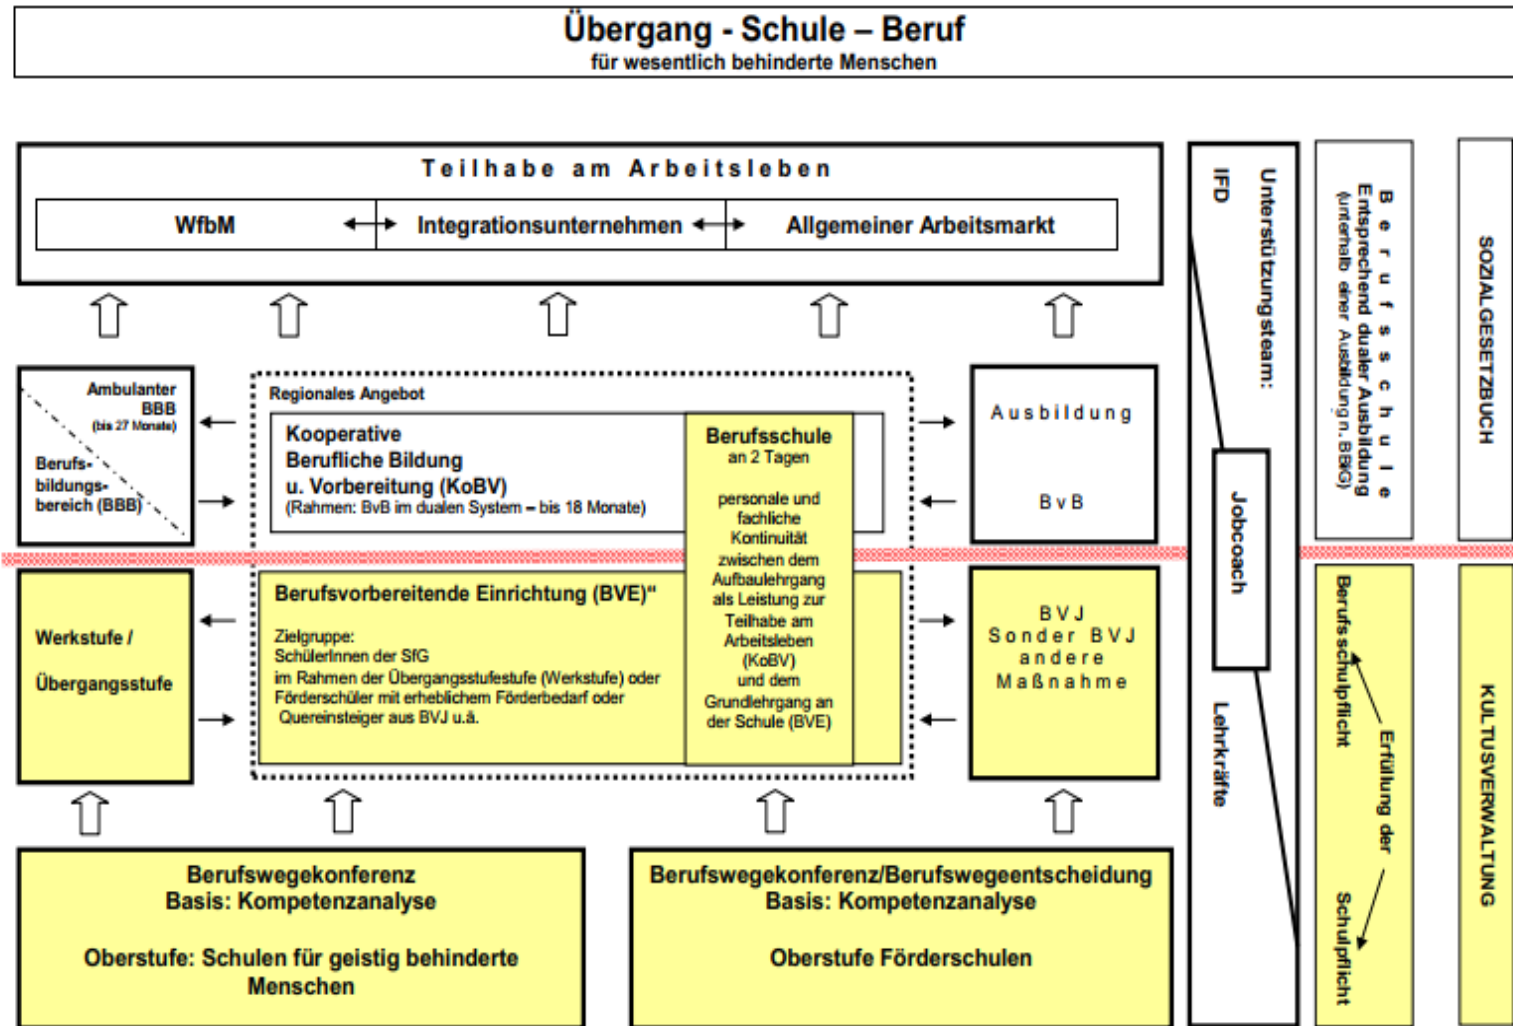 Übergang - Schule – Beruf
für wesentlich behinderte Menschen
Teilhabe am Arbeitsleben
WfbM
Integrationsunternehmen
Allgemeiner Arbeitsmarkt
Ambulanter
BBB
(bis 27 Monate)
Berufs-
bildungs-
bereich (BBB)
Regionales Angebot
Kooperative
Berufliche Bildung
u. Vorbereitung (KoBV)
(Rahmen: BvB im dualen System – bis 18 Monate)
Berufsschule
an 2 Tagen
personale und
fachliche
Kontinuität
zwischen dem
Aufbaulehrgang
als Leistung zur
Teilhabe am
Arbeitsleben
(KoBV)
und dem
Grundlehrgang an
der Schule (BVE)
Ausbildung
BvB
Werkstufe /
Übergangsstufe
Berufsvorbereitende Einrichtung (BVE)“
Zielgruppe:
SchülerInnen der SfG
im Rahmen der Übergangsstufestufe (Werkstufe) oder
Förderschüler mit erheblichem Förderbedarf oder
Quereinsteiger aus BVJ u.ä.
BVJ
Sonder BVJ
andere
Maßnahme
Berufswegekonferenz
Basis: Kompetenzanalyse
Oberstufe: Schulen für geistig behinderte
Menschen
Berufswegekonferenz/Berufswegeentscheidung
Basis: Kompetenzanalyse
Oberstufe Förderschulen
Unterstützungsteam:
IFD
Jobcoach
Lehrkräfte
Berufsschule
Entsprechend dualer Ausbildung
(unterhalb einer Ausbildung n. BBiG)
Berufsschulpflicht
Erfüllung der
Schulpflicht
SOZIALGESETZBUCH
KULTUSVERWALTUNG